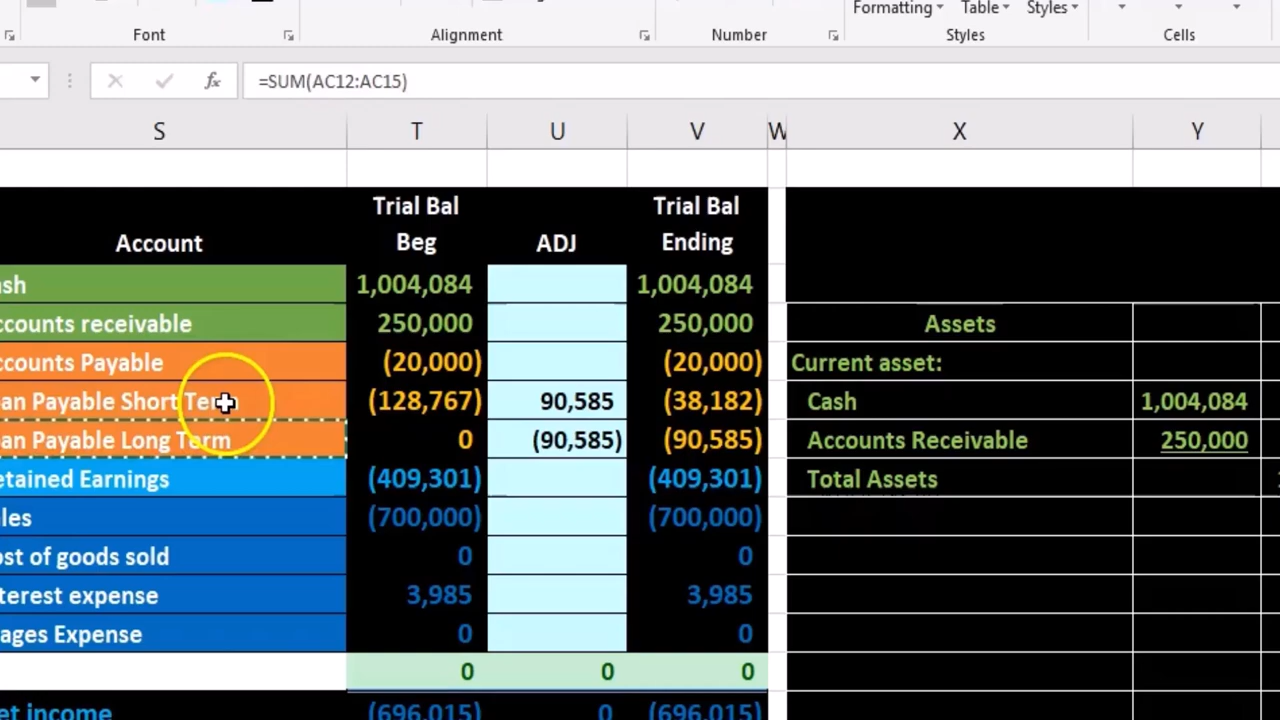 Formatting Table Styles
Font Alignment Number Styles Cells
fx =SUM(AC12:AC15)
S T U V W X Y
Account Trial Bal Beg ADJ Trial Bal Ending
ash 1,004,084 1,004,084
ccounts receivable 250,000 250,000 Assets
ccounts Payable (20,000) (20,000) Current asset:
an Payable Short Term (128,767) 90,585 (38,182) Cash 1,004,084
an Payable Long Term 0 (90,585) (90,585) Accounts Receivable 250,000
etained Earnings (409,301) (409,301) Total Assets
les (700,000) (700,000)
ost of goods sold 0 0
terest expense 3,985 3,985
ages Expense 0 0
0 0 0
et income (696,015) 0 (696,015)